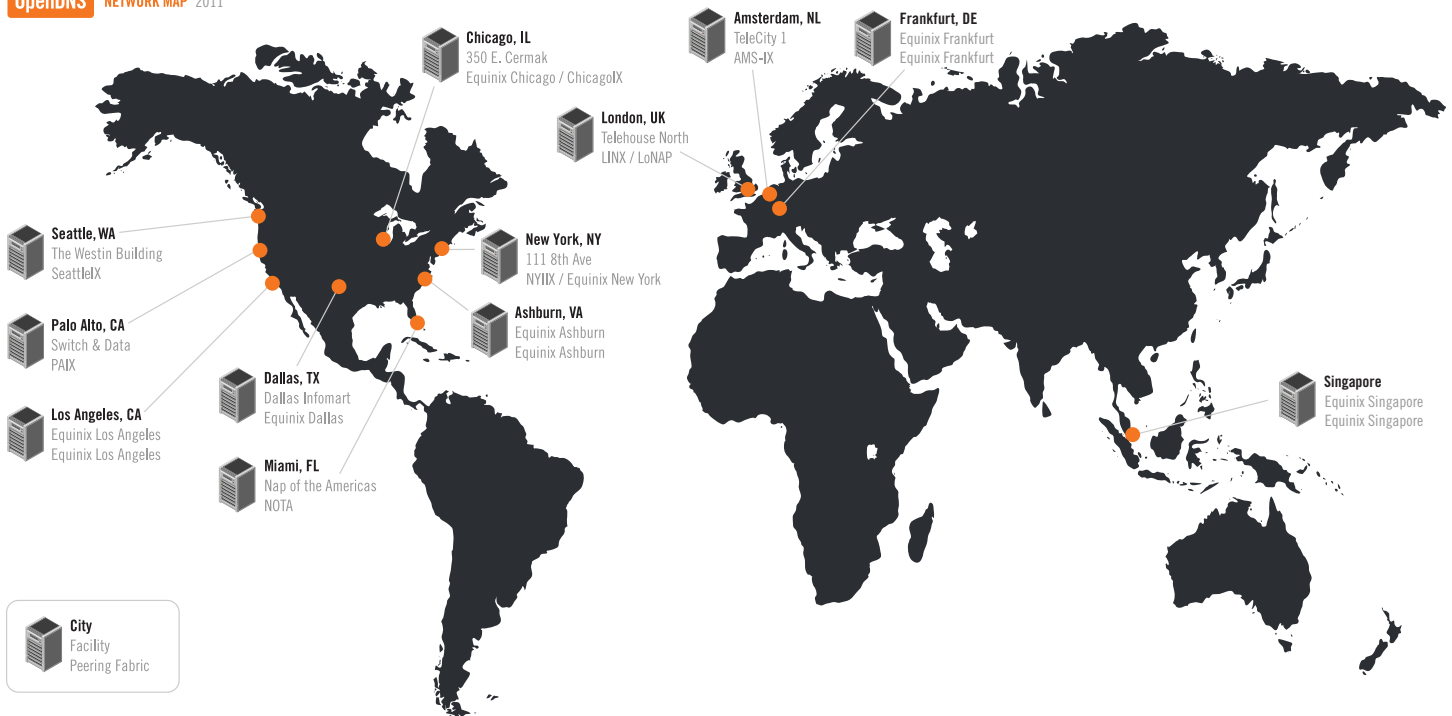 OpenDNS NETWORK MAP 2011
Chicago, IL
350 E. Cermak
Equinix Chicago / ChicagoIX
Amsterdam, NL
TeleCity 1
AMS-IX
Frankfurt, DE
Equinix Frankfurt
Equinix Frankfurt
London, UK
Telehouse North
LINX / LoNAP
Seattle, WA
The Westin Building
SeattleIX
New York, NY
111 8th Ave
NYIIX / Equinix New York
Palo Alto, CA
Switch & Data
PAIX
Ashburn, VA
Equinix Ashburn
Equinix Ashburn
Dallas, TX
Dallas Infomart
Equinix Dallas
Singapore
Equinix Singapore
Equinix Singapore
Los Angeles, CA
Equinix Los Angeles
Equinix Los Angeles
Miami, FL
Nap of the Americas
NOTA
City
Facility
Peering Fabric